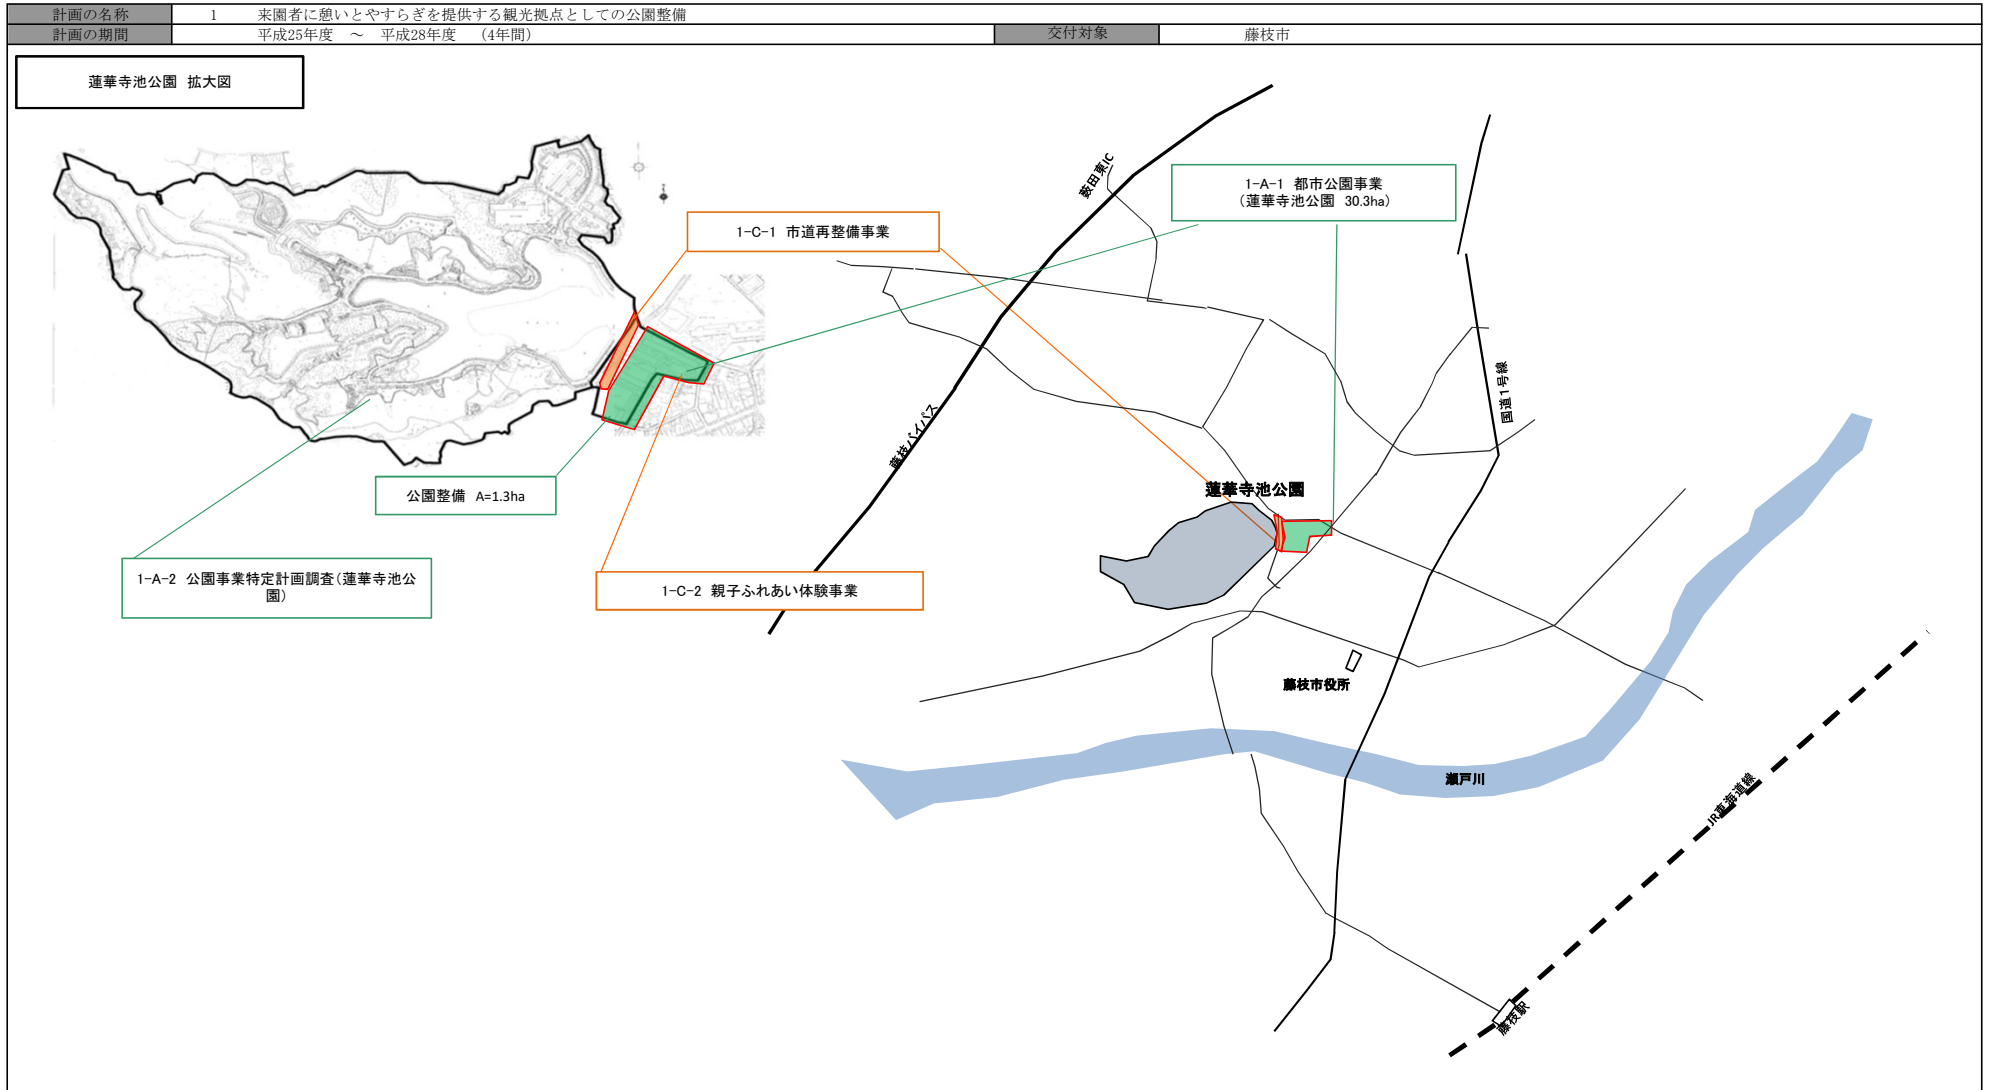 計画の名称 1 来園者に憩いとやすらぎを提供する観光拠点としての公園整備
計画の期間 平成25年度 ～ 平成28年度 (4年間) 交付対象 藤枝市
蓮華寺池公園 拡大図
薮田東IC
1-A-1 都市公園事業
(蓮華寺池公園 30.3ha)
1-C-1 市道再整備事業
国道1号線
藤枝バイパス
公園整備 A=1.3ha
蓮華寺池公園
1-A-2 公園事業特定計画調査(蓮華寺池公
園)
1-C-2 親子ふれあい体験事業
藤枝市役所
瀬戸川
JR東海道線
藤枝駅